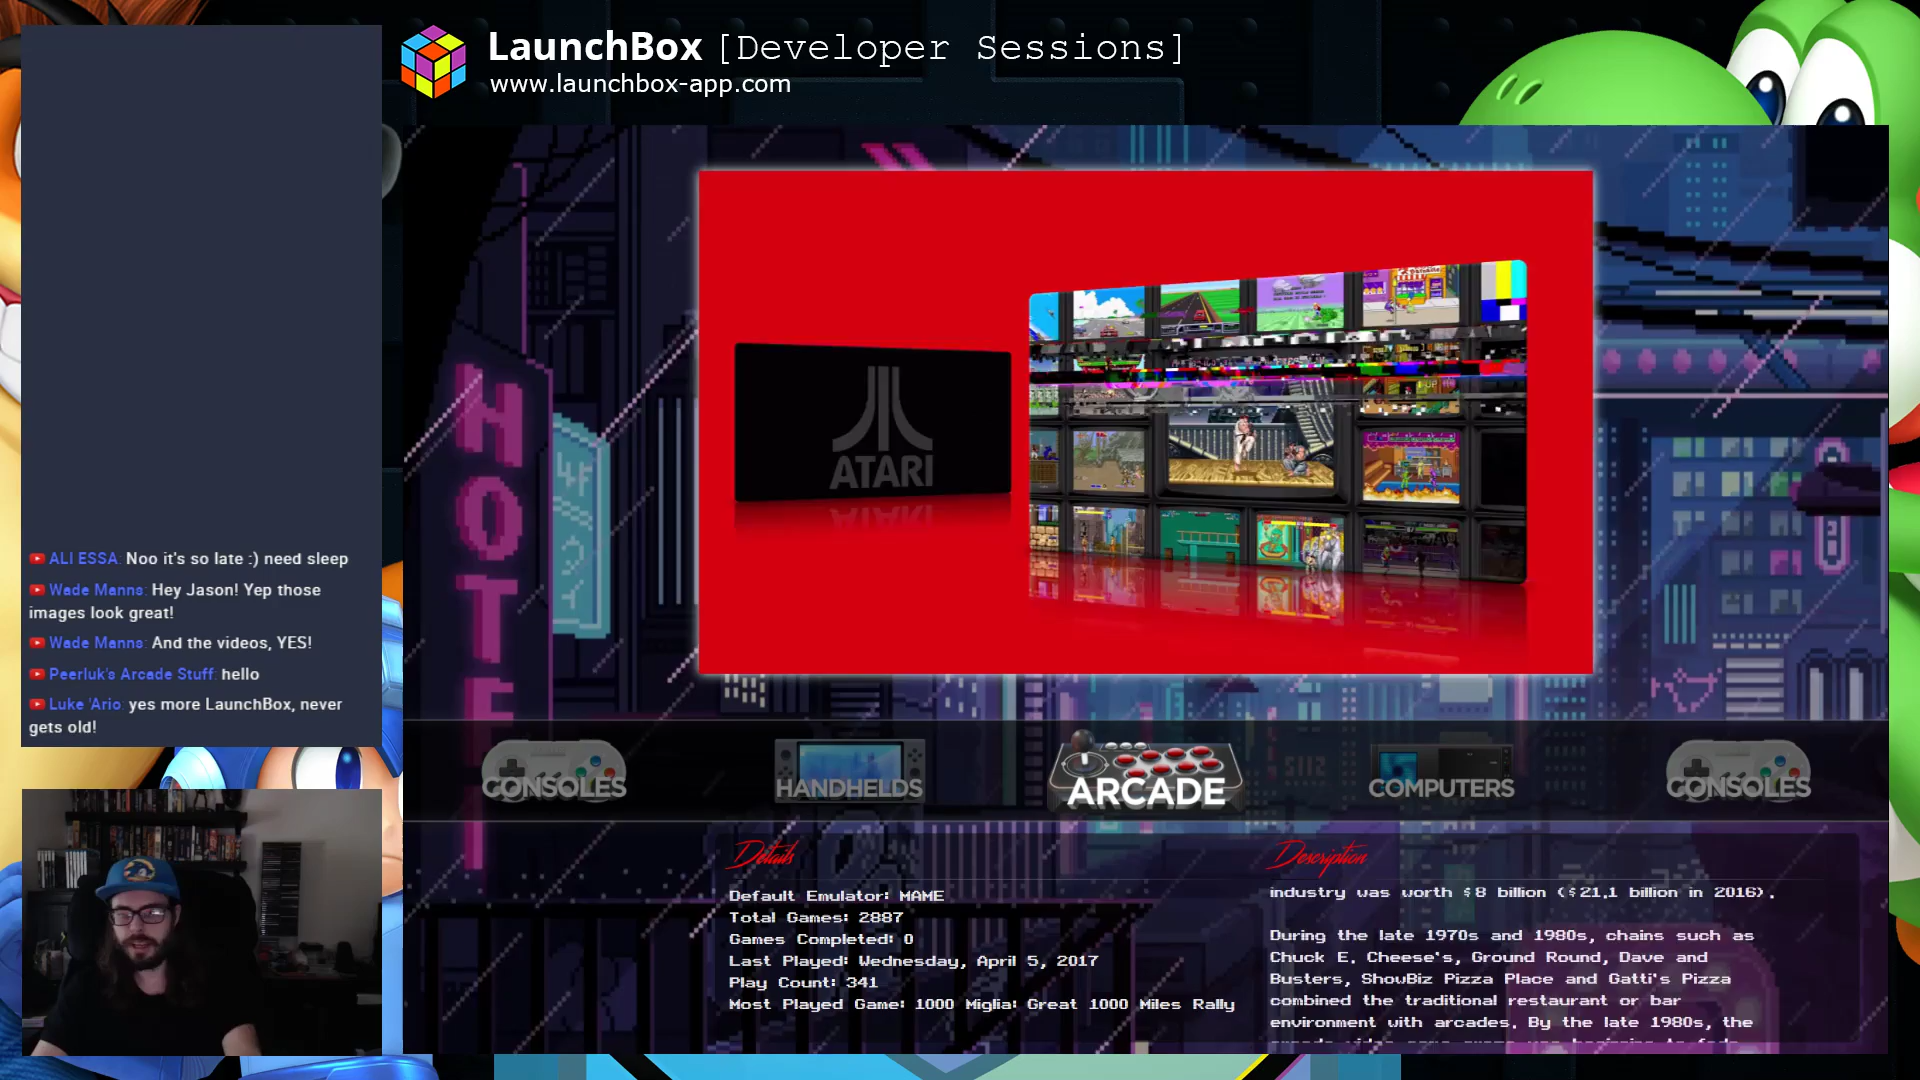 LaunchBox [Developer Sessions]
www.launchbox-app.com
ALI ESSA: Noo it's so late :) need sleep
Wade Manns: Hey Jason! Yep those
images look great!
Wade Manns: And the videos, YES!
Peerluk's Arcade Stuff: hello
Luke 'Ario: yes more LaunchBox, never
gets old!
HOTE
ATARI
CONSOLES
HANDHELDS
ARCADE
COMPUTERS
CONSOLES
Details
Default Emulator: MAME
Total Games: 2887
Games Completed: 0
Last Played: Wednesday, April 5, 2017
Play Count: 341
Most Played Game: 1000 Miglia: Great 1000 Miles Rally
Description
industry was worth $8 billion ($21.1 billion in 2016).
During the late 1970s and 1980s, chains such as
Chuck E. Cheese's, Ground Round, Dave and
Busters, ShowBiz Pizza Place and Gatti's Pizza
combined the traditional restaurant or bar
environment with arcades. By the late 1980s, the